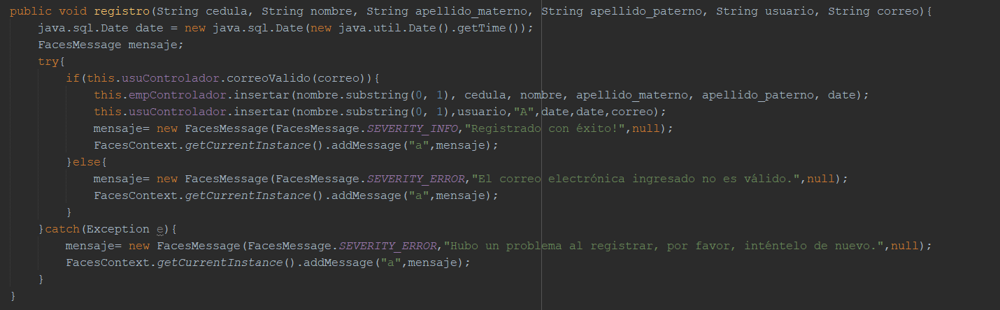 public void registro(String cedula, String nombre, String apellido_materno, String apellido_paterno, String usuario, String correo){
java.sql.Date date = new java.sql.Date(new java.util.Date().getTime());
FacesMessage mensaje;
try{
if(this.usuControlador.correoValido(correo)){
this.empControlador.insertar(nombre.substring(0, 1), cedula, nombre, apellido_materno, apellido_paterno, date);
this.usuControlador.insertar(nombre.substring(0, 1),usuario,"A",date,date,correo);
mensaje= new FacesMessage(FacesMessage.SEVERITY_INFO,"Registrado con éxito!",null);
FacesContext.getCurrentInstance().addMessage("a",mensaje);
}else{
mensaje= new FacesMessage(FacesMessage.SEVERITY_ERROR,"El correo electrónica ingresado no es válido.",null);
FacesContext.getCurrentInstance().addMessage("a",mensaje);
}
}catch(Exception e){
mensaje= new FacesMessage(FacesMessage.SEVERITY_ERROR,"Hubo un problema al registrar, por favor, inténtelo de nuevo.",null);
FacesContext.getCurrentInstance().addMessage("a",mensaje);
}
}